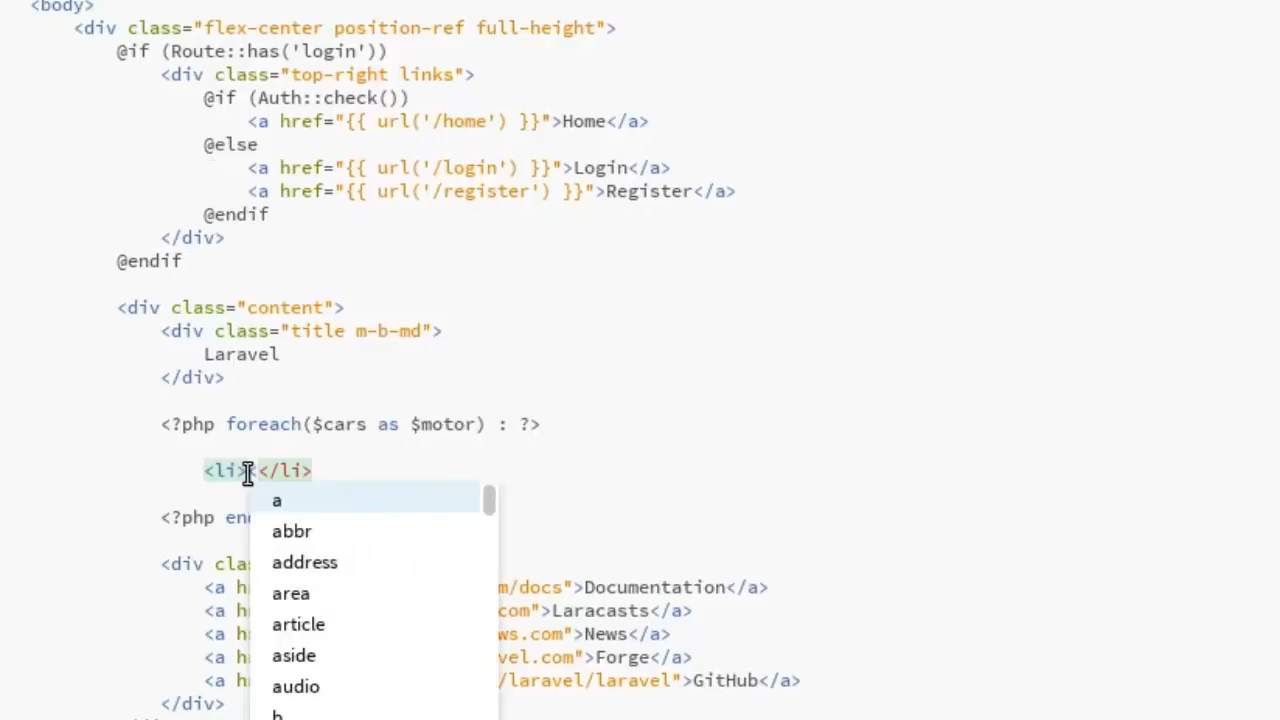 <body>
<div class="flex-center position-ref full-height">
@if (Route::has('login'))
<div class="top-right links">
@if (Auth::check())
<a href="{{ url('/home') }}">Home</a>
@else
<a href="{{ url('/login') }}">Login</a>
<a href="{{ url('/register') }}">Register</a>
@endif
</div>
@endif
<div class="content">
<div class="title m-b-md">
Laravel
</div>
<?php foreach($cars as $motor) : ?>
<li><</li>
a
<?php en
abbr
<div cla
address
<a h m/docs">Documentation</a>
area
<a h com">Laracasts</a>
article
<a h ws.com">News</a>
aside
<a h vel.com">Forge</a>
audio
<a h /laravel/laravel">GitHub</a>
</div>
b